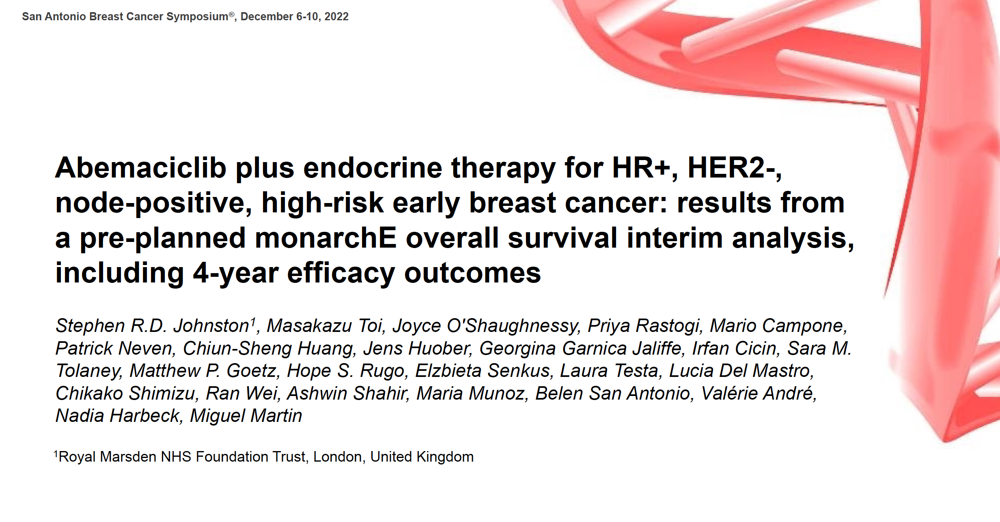 San Antonio Breast Cancer Symposium®, December 6-10, 2022
Abemaciclib plus endocrine therapy for HR+, HER2-,
node-positive, high-risk early breast cancer: results from
a pre-planned monarchE overall survival interim analysis,
including 4-year efficacy outcomes
Stephen R.D. Johnston¹, Masakazu Toi, Joyce O'Shaughnessy, Priya Rastogi, Mario Campone,
Patrick Neven, Chiun-Sheng Huang, Jens Huober, Georgina Garnica Jaliffe, Irfan Cicin, Sara M.
Tolaney, Matthew P. Goetz, Hope S. Rugo, Elzbieta Senkus, Laura Testa, Lucia Del Mastro,
Chikako Shimizu, Ran Wei, Ashwin Shahir, Maria Munoz, Belen San Antonio, Valérie André,
Nadia Harbeck, Miguel Martin
¹Royal Marsden NHS Foundation Trust, London, United Kingdom